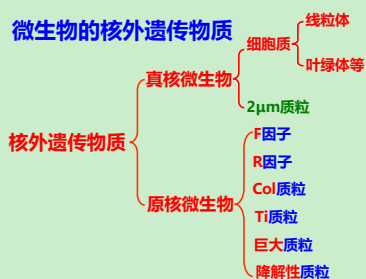 微生物的核外遗传物质
核外遗传物质
真核微生物
细胞质
线粒体
叶绿体等
2μm质粒
原核微生物
F因子
R因子
Col质粒
Ti质粒
巨大质粒
降解性质粒